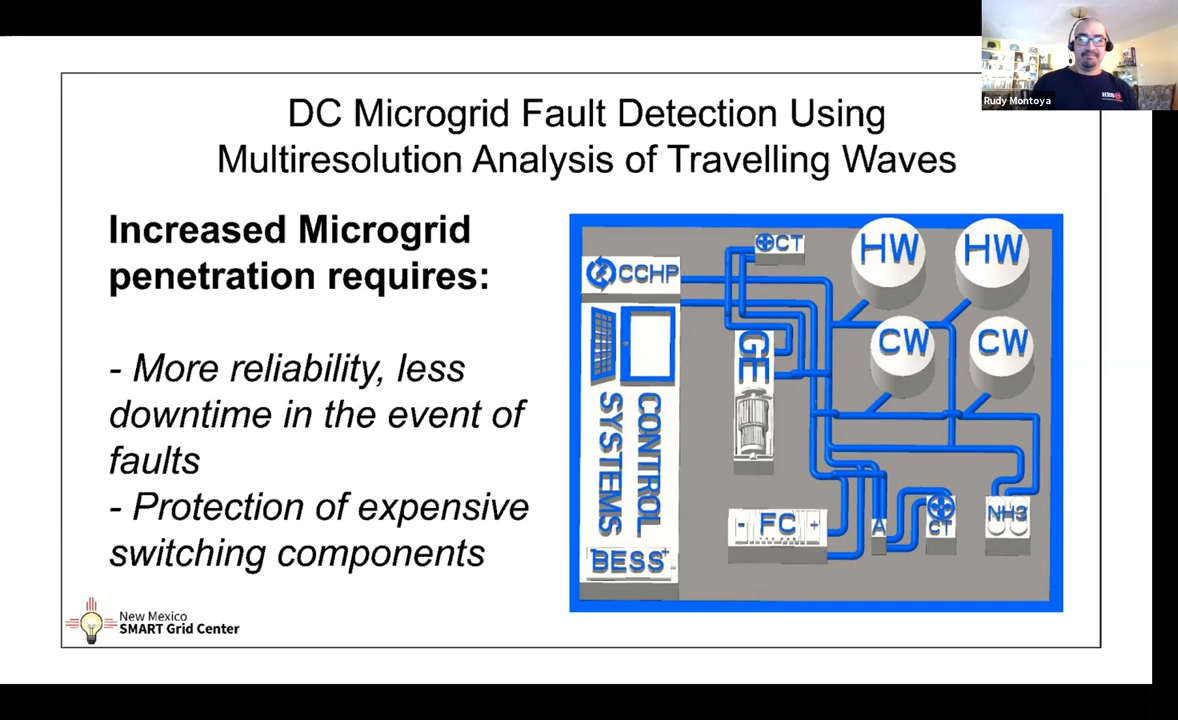 Rudy Montoya
DC Microgrid Fault Detection Using
Multiresolution Analysis of Travelling Waves
Increased Microgrid
penetration requires:
- More reliability, less
downtime in the event of
faults
- Protection of expensive
switching components
CCHP
CT
HW
HW
CW
CW
GE
CONTROL
SYSTEMS
BESS+
- FC +
A
CT
NH3
New Mexico
SMART Grid Center